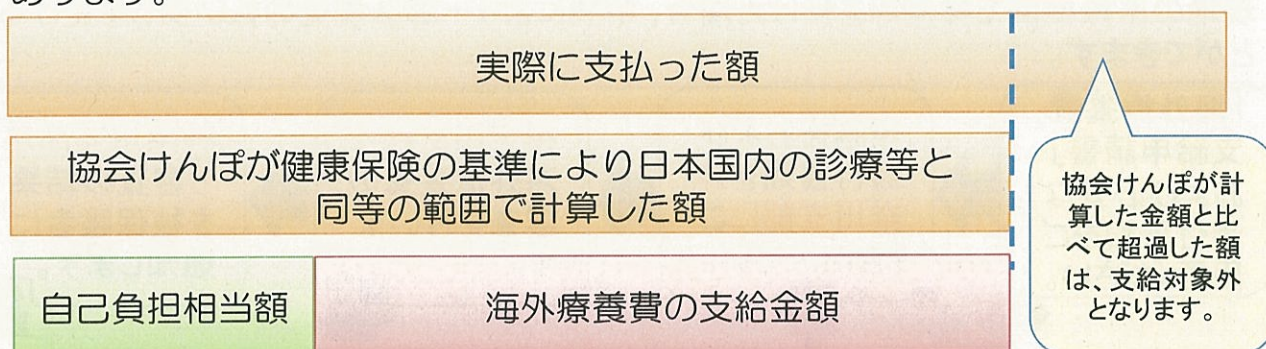 あります。
実際に支払った額
協会けんぽが健康保険の基準により日本国内の診療等と
同等の範囲で計算した額
協会けんぽが計
算した金額と比
べて超過した額
は、支給対象外
となります。
自己負担相当額
海外療養費の支給金額